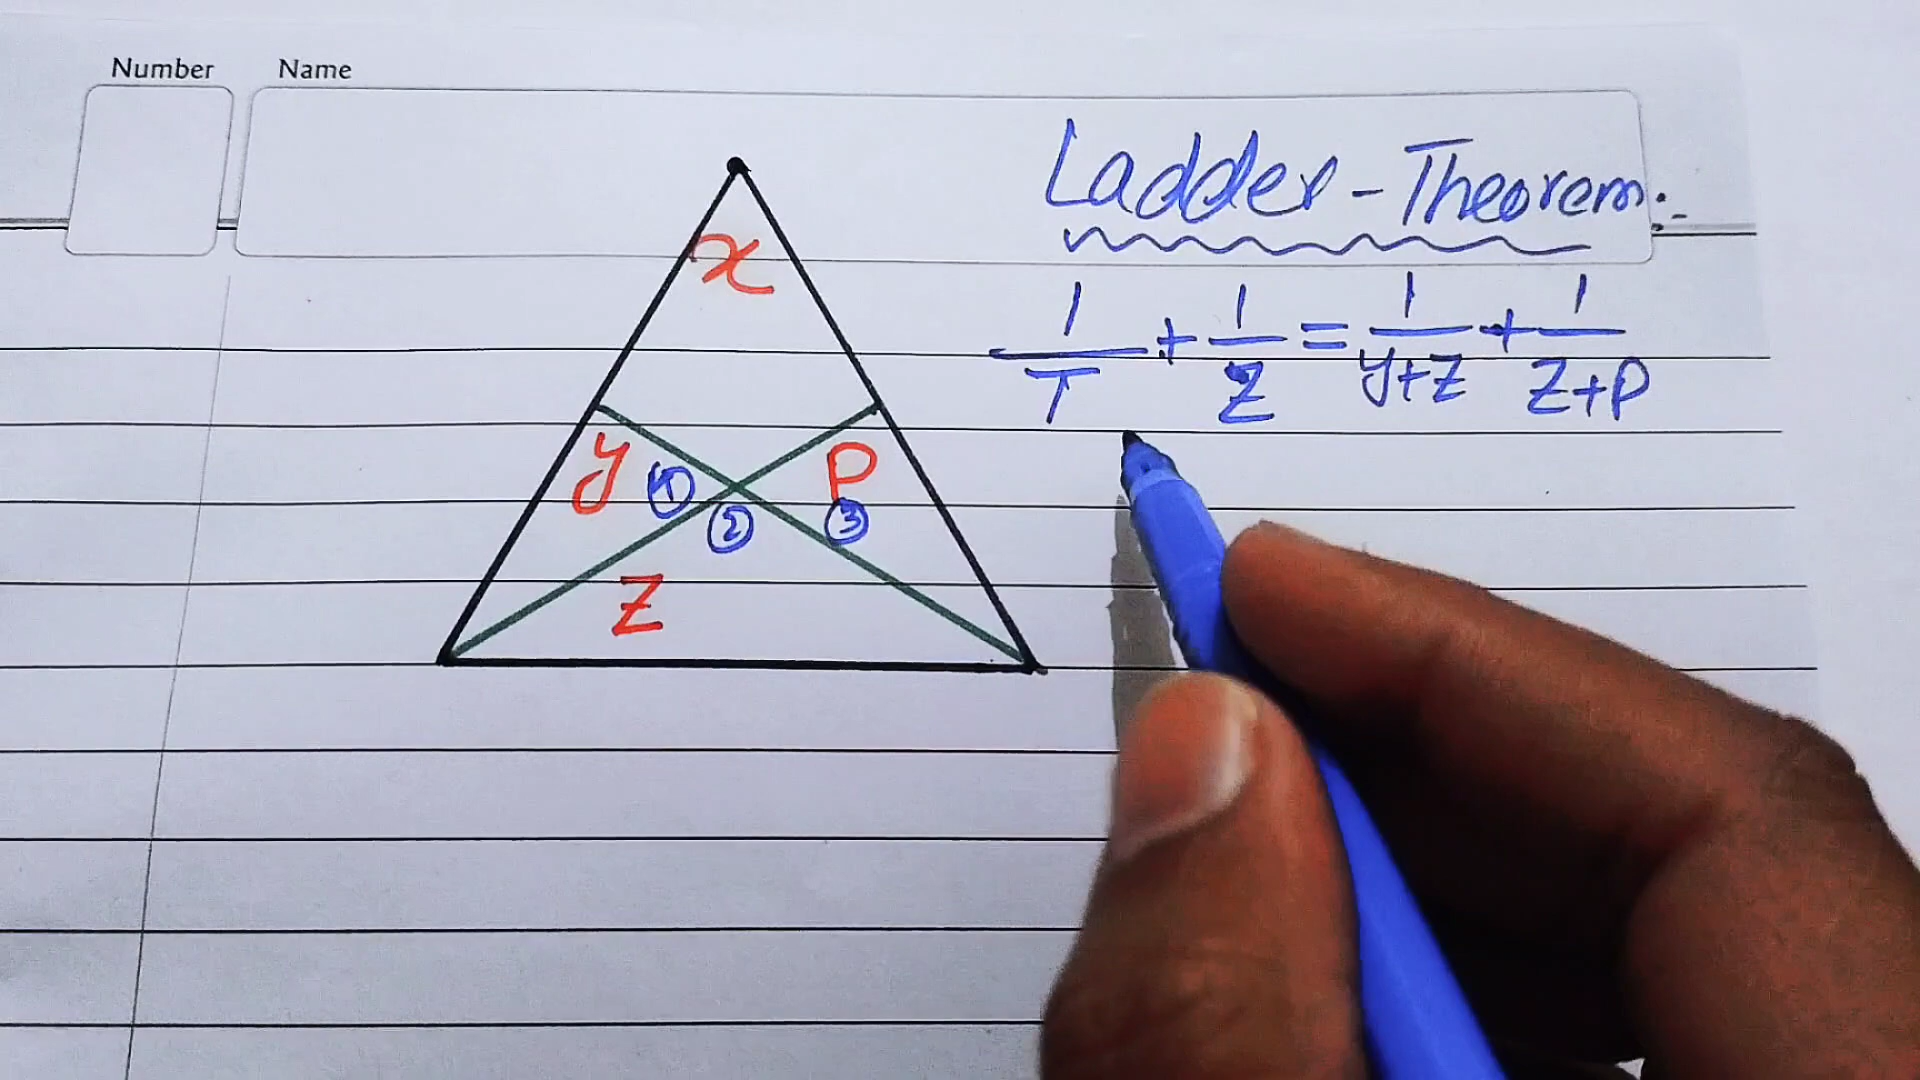 Number Name
Ladder-Theorem:-
1/T + 1/Z = 1/y+z + 1/Z+P
x
y ① P
② ③
Z